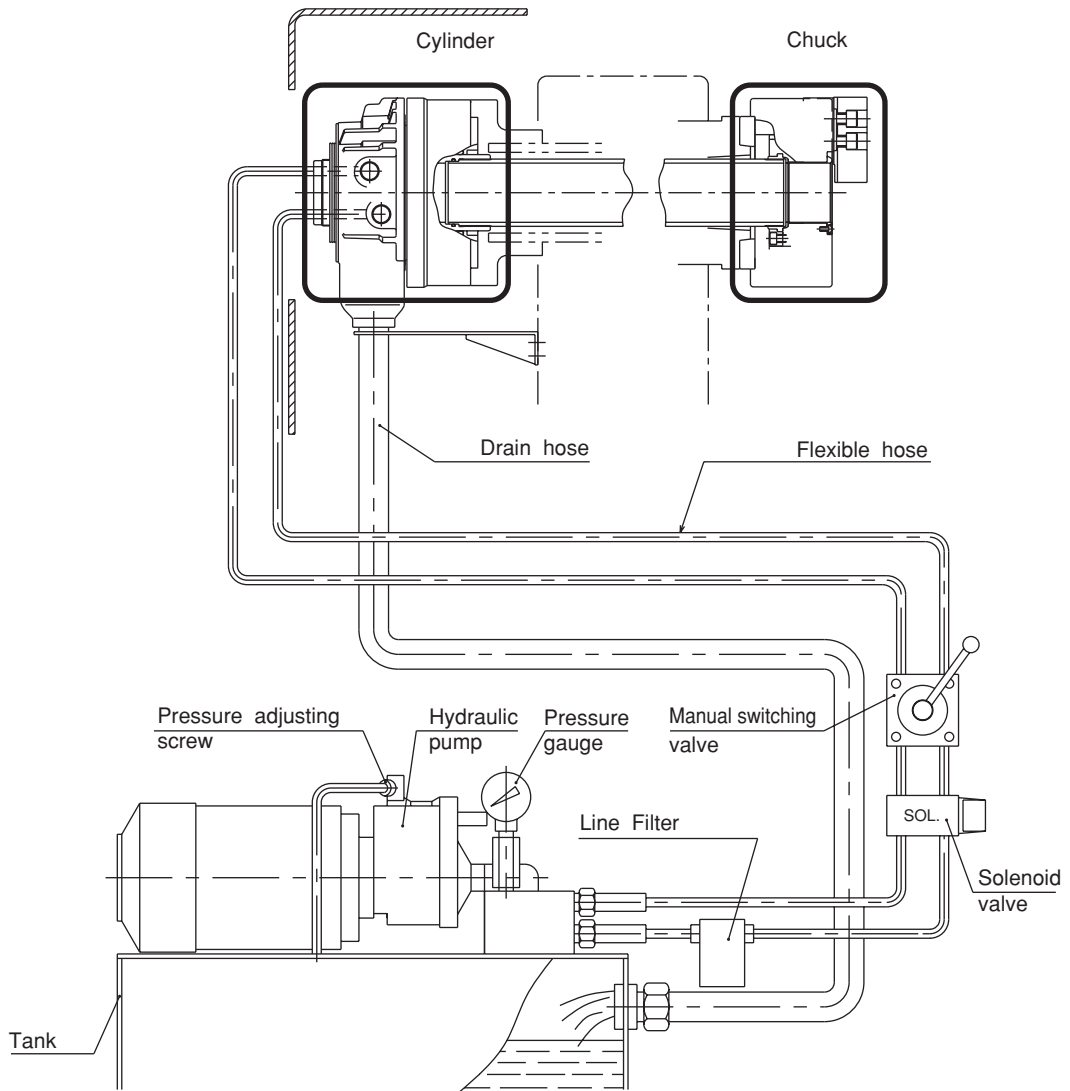 Cylinder
Chuck
Drain hose
Flexible hose
Pressure adjusting
screw
Hydraulic
pump
Pressure
gauge
Manual switching
valve
Line Filter
SOL.
Solenoid
valve
Tank